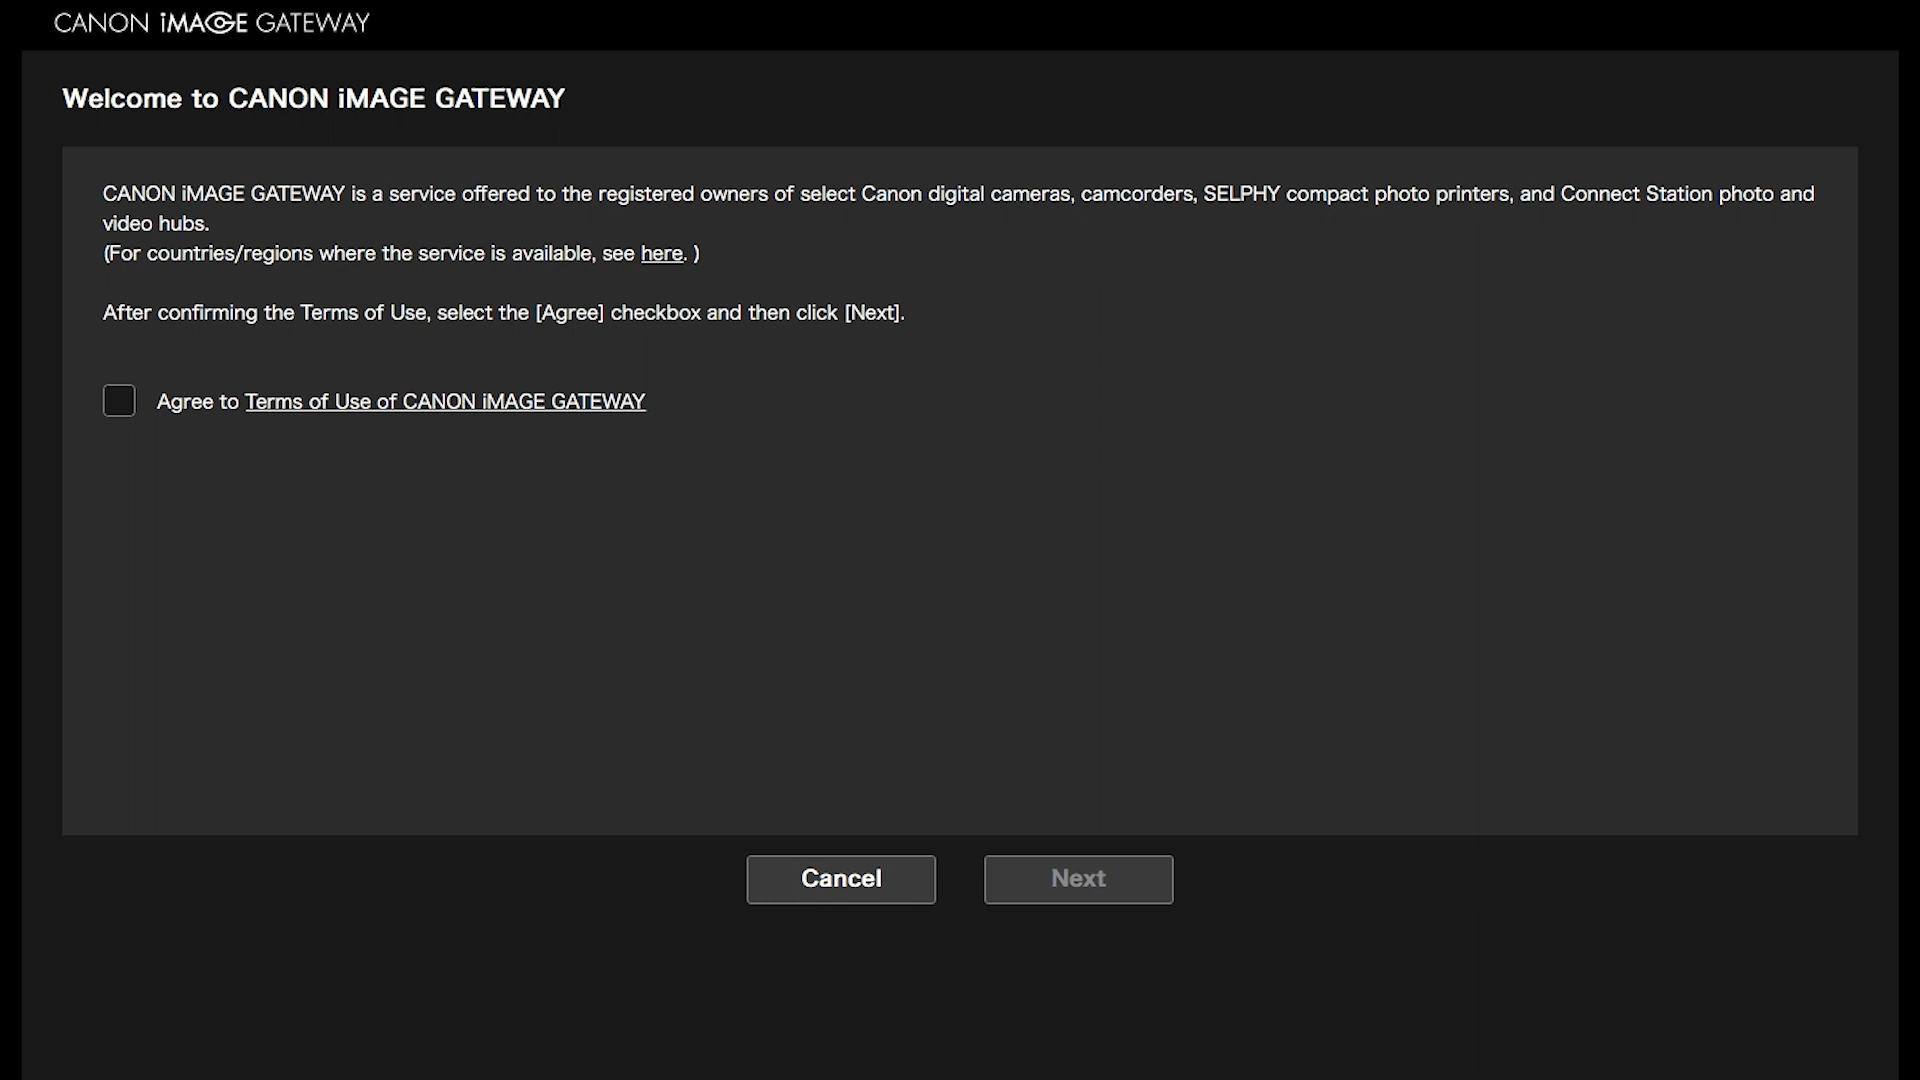 CANON iMAGE GATEWAY
Welcome to CANON iMAGE GATEWAY
CANON iMAGE GATEWAY is a service offered to the registered owners of select Canon digital cameras, camcorders, SELPHY compact photo printers, and Connect Station photo and
video hubs.
(For countries/regions where the service is available, see here. )
After confirming the Terms of Use, select the [Agree] checkbox and then click [Next].
Agree to Terms of Use of CANON iMAGE GATEWAY
Cancel
Next